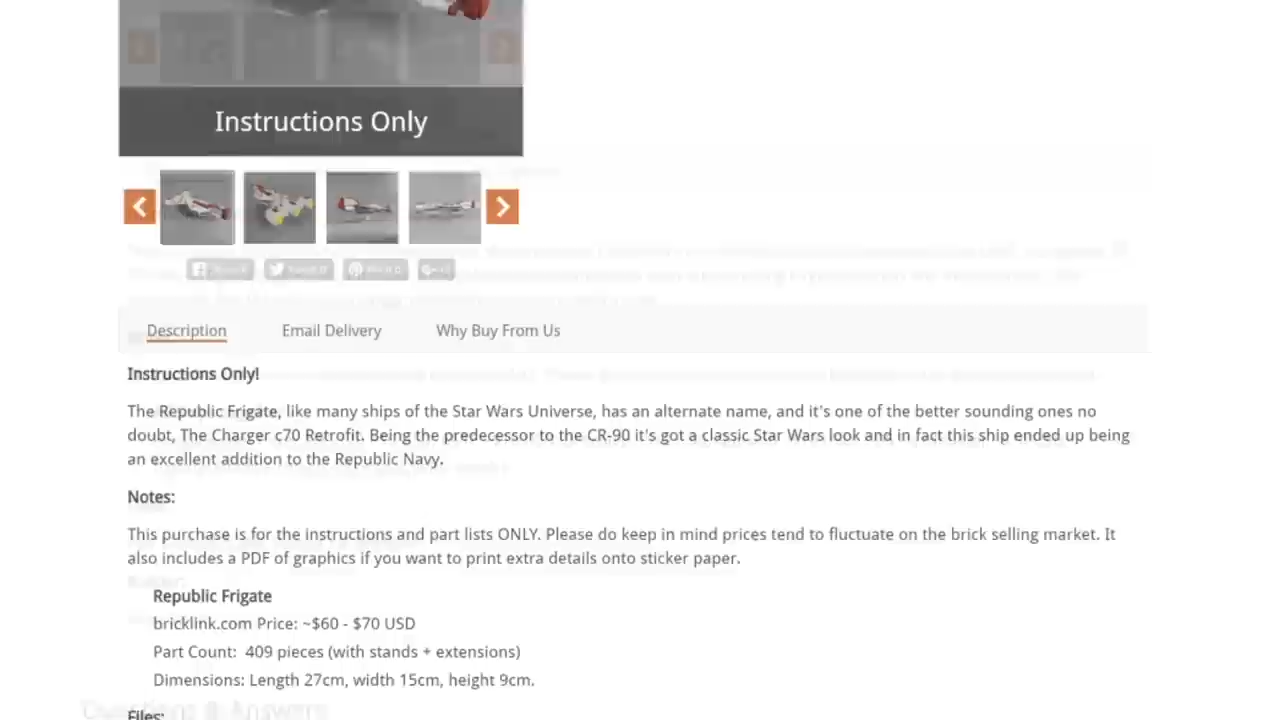 Instructions Only
Description Email Delivery Why Buy From Us
Instructions Only!
The Republic Frigate, like many ships of the Star Wars Universe, has an alternate name, and it's one of the better sounding ones no
doubt, The Charger c70 Retrofit. Being the predecessor to the CR-90 it's got a classic Star Wars look and in fact this ship ended up being
an excellent addition to the Republic Navy.
Notes:
This purchase is for the instructions and part lists ONLY. Please do keep in mind prices tend to fluctuate on the brick selling market. It
also includes a PDF of graphics if you want to print extra details onto sticker paper.
Republic Frigate
bricklink.com Price: ~$60 - $70 USD
Part Count:  409 pieces (with stands + extensions)
Dimensions: Length 27cm, width 15cm, height 9cm.
Questions & Answers
Files: